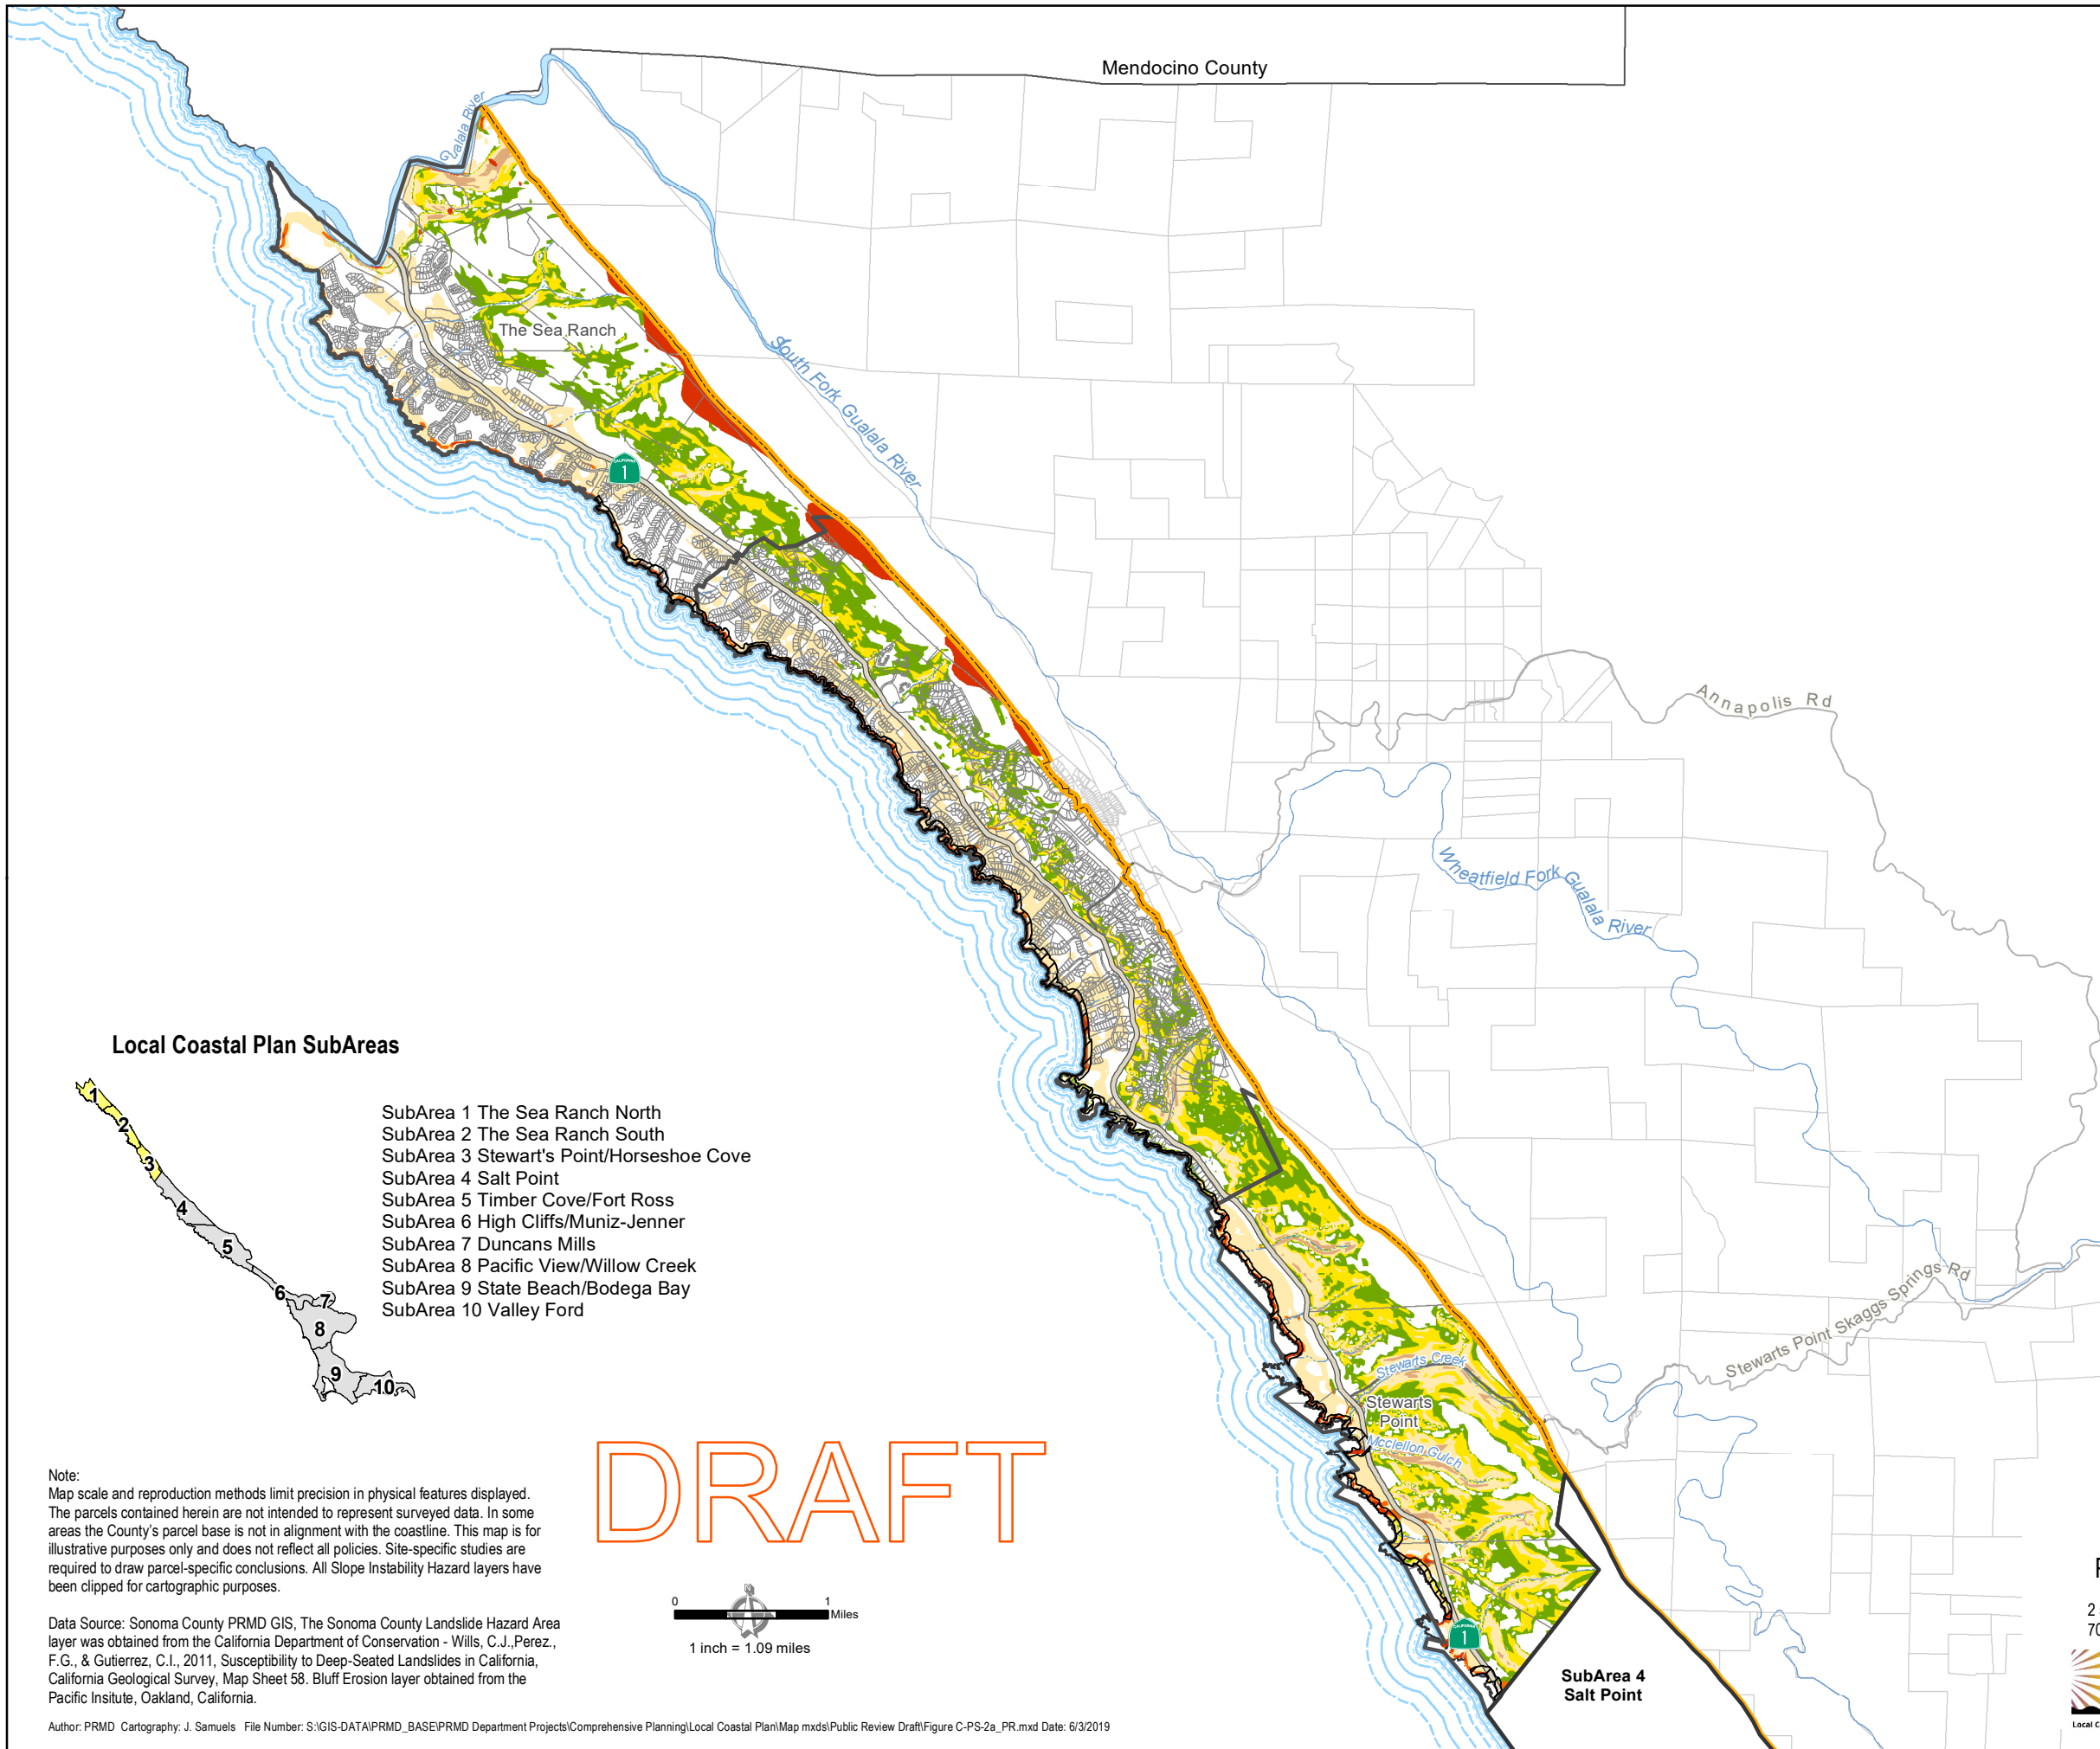 Mendocino County
Gualala River
The Sea Ranch
South Fork Gualala River
CALIFORNIA
1
Annapolis Rd
Wheatfield Fork Gualala River
Local Coastal Plan SubAreas
1
2
3
4
5
6
7
8
9
10
SubArea 1 The Sea Ranch North
SubArea 2 The Sea Ranch South
SubArea 3 Stewart's Point/Horseshoe Cove
SubArea 4 Salt Point
SubArea 5 Timber Cove/Fort Ross
SubArea 6 High Cliffs/Muniz-Jenner
SubArea 7 Duncans Mills
SubArea 8 Pacific View/Willow Creek
SubArea 9 State Beach/Bodega Bay
SubArea 10 Valley Ford
Stewarts Point Skaggs Springs Rd
Stewarts Creek
Stewarts
Point
Mcclellon Gulch
DRAFT
Note:
Map scale and reproduction methods limit precision in physical features displayed.
The parcels contained herein are not intended to represent surveyed data. In some
areas the County's parcel base is not in alignment with the coastline. This map is for
illustrative purposes only and does not reflect all policies. Site-specific studies are
required to draw parcel-specific conclusions. All Slope Instability Hazard layers have
been clipped for cartographic purposes.
Data Source: Sonoma County PRMD GIS, The Sonoma County Landslide Hazard Area
layer was obtained from the California Department of Conservation - Wills, C.J.,Perez.,
F.G., & Gutierrez, C.I., 2011, Susceptibility to Deep-Seated Landslides in California,
California Geological Survey, Map Sheet 58. Bluff Erosion layer obtained from the
Pacific Insitute, Oakland, California.
0 1
Miles
1 inch = 1.09 miles
CALIFORNIA
1
SubArea 4
Salt Point
2
70
Local C
Author: PRMD Cartography: J. Samuels File Number: S:\GIS-DATA\PRMD_BASE\PRMD Department Projects\Comprehensive Planning\Local Coastal Plan\Map mxds\Public Review Draft\Figure C-PS-2a_PR.mxd Date: 6/3/2019